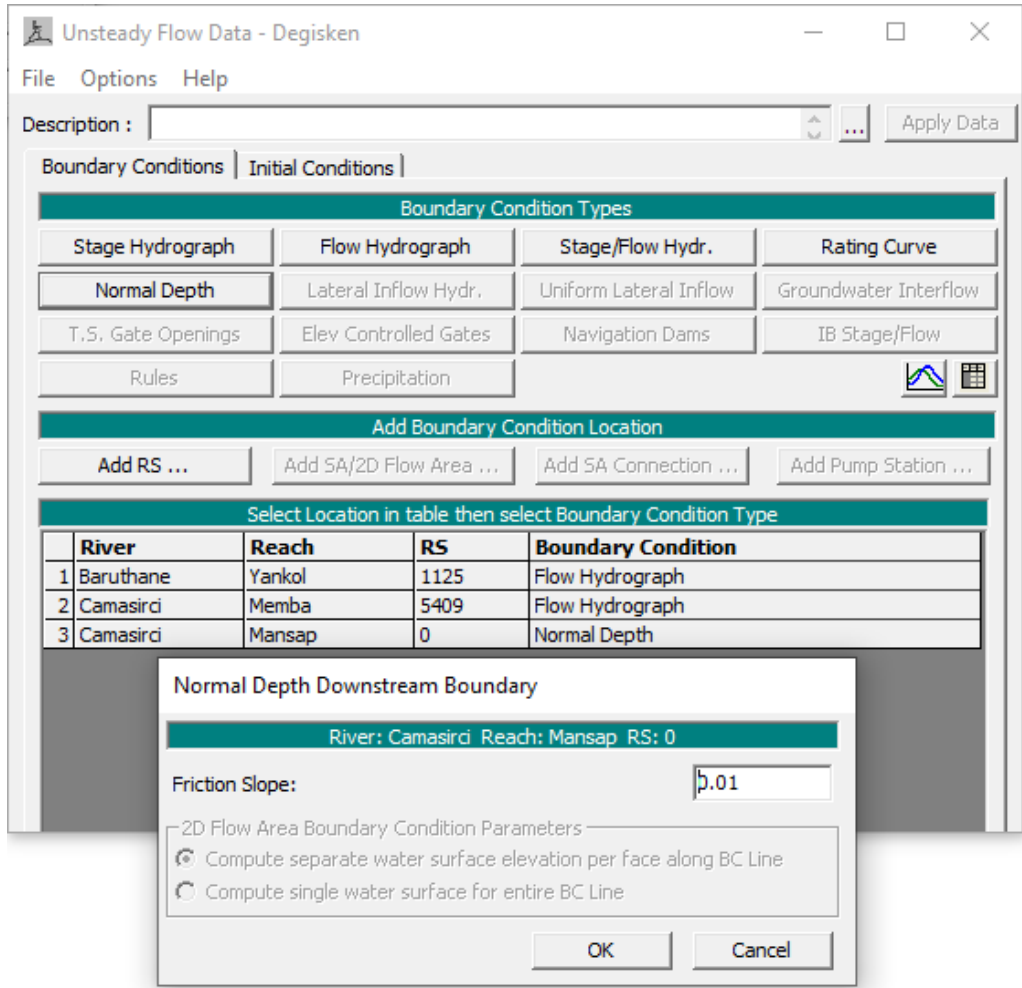 Unsteady Flow Data - Degisken
File Options Help
Description : ... Apply Data
Boundary Conditions Initial Conditions
Boundary Condition Types
Stage Hydrograph Flow Hydrograph Stage/Flow Hydr. Rating Curve
Normal Depth Lateral Inflow Hydr. Uniform Lateral Inflow Groundwater Interflow
T.S. Gate Openings Elev Controlled Gates Navigation Dams IB Stage/Flow
Rules Precipitation
Add Boundary Condition Location
Add RS ... Add SA/2D Flow Area ... Add SA Connection ... Add Pump Station ...
Select Location in table then select Boundary Condition Type
River Reach RS Boundary Condition
1 Baruthane Yankol 1125 Flow Hydrograph
2 Camasirci Memba 5409 Flow Hydrograph
3 Camasirci Mansap 0 Normal Depth
Normal Depth Downstream Boundary
River: Camasirci Reach: Mansap RS: 0
Friction Slope: 0.01
2D Flow Area Boundary Condition Parameters
Compute separate water surface elevation per face along BC Line
Compute single water surface for entire BC Line
OK Cancel